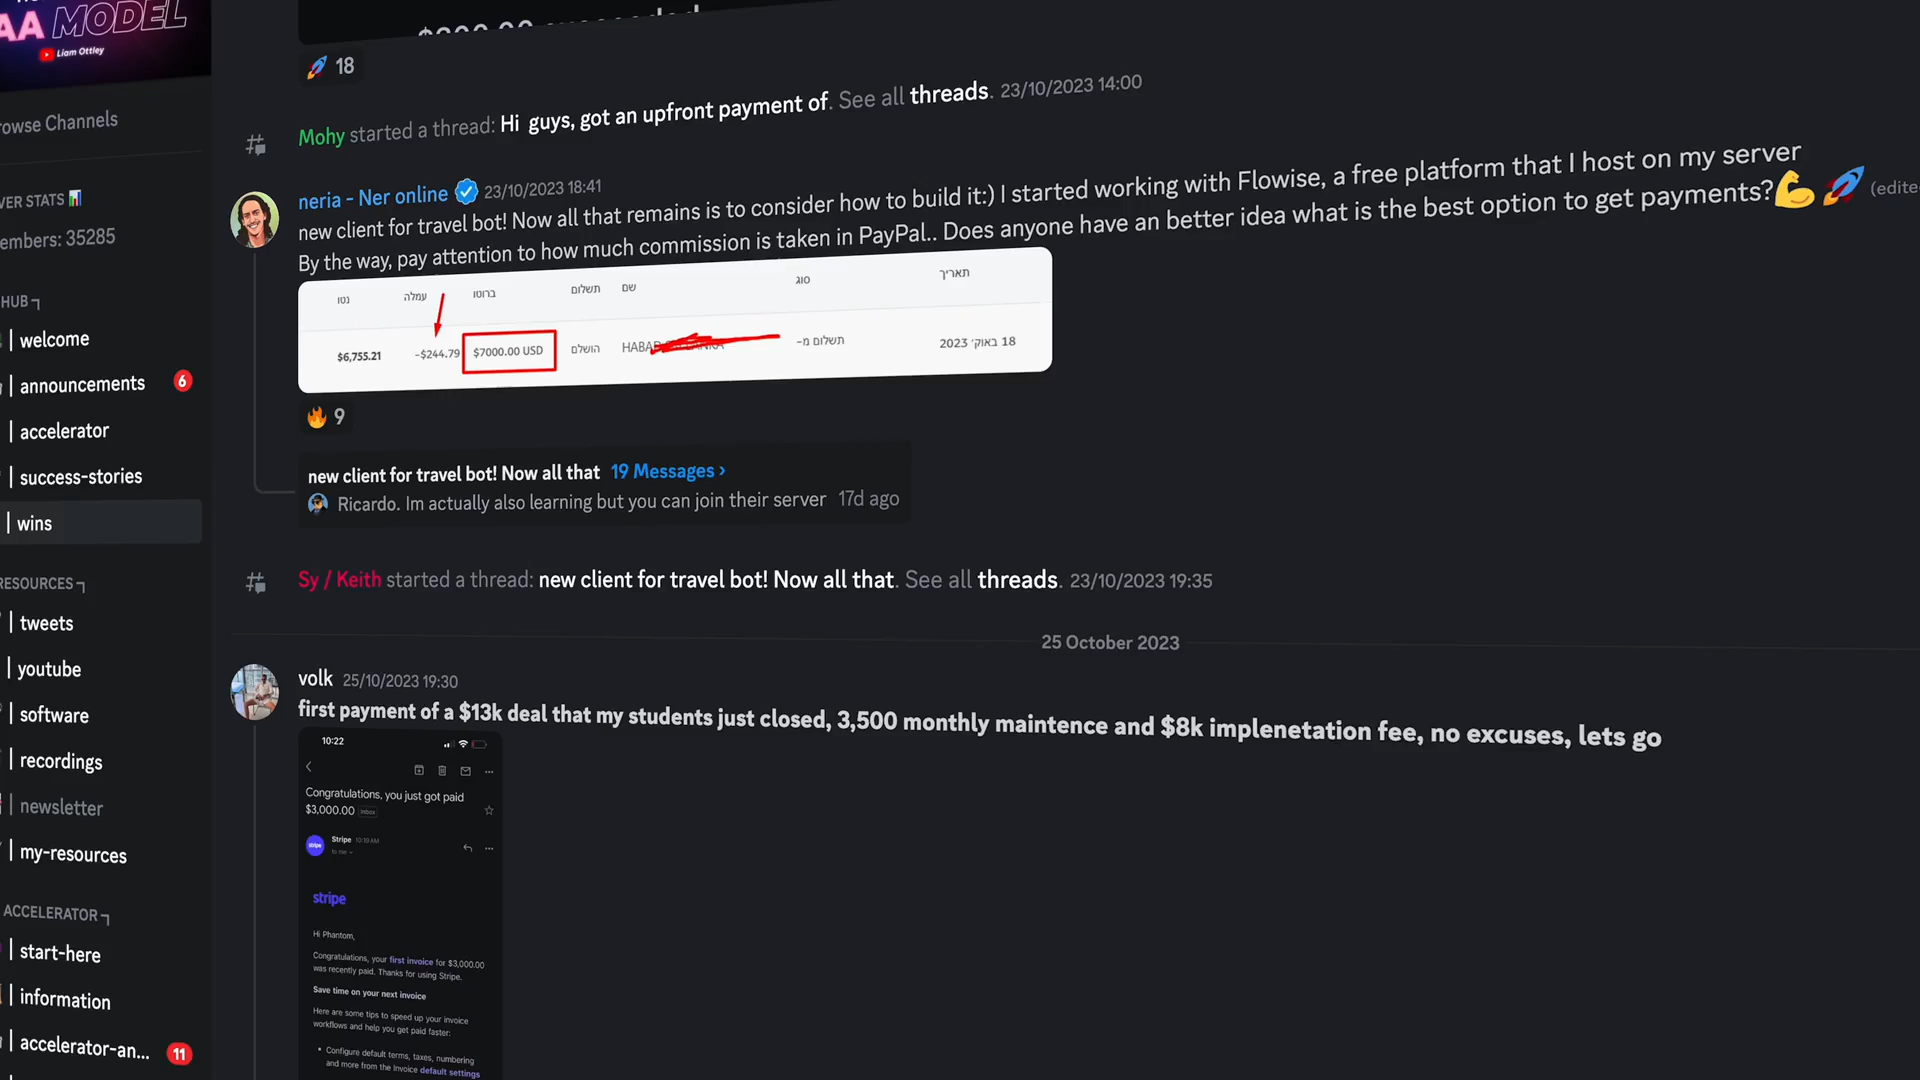 AA MODEL
Liam Ottley
18
Mohy started a thread: Hi guys, got an upfront payment of. See all threads. 23/10/2023 14:00
rowse Channels
neria - Ner online 23/10/2023 18:41
new client for travel bot! Now all that remains is to consider how to build it:) I started working with Flowise, a free platform that I host on my server
By the way, pay attention to how much commission is taken in PayPal.. Does anyone have an better idea what is the best option to get payments?💪🚀 (edite
VER STATS
embers: 35285
תאריך סוג שם תשלום ברוטו עמלה נטו
18 באוק׳ 2023 תשלום מ- HABAD הושלם $7000.00 USD −$244.79 $6,755.21
HUB
welcome
announcements 6
accelerator
success-stories
wins
🔥 9
new client for travel bot! Now all that 19 Messages ›
Ricardo. Im actually also learning but you can join their server 17d ago
Sy / Keith started a thread: new client for travel bot! Now all that. See all threads. 23/10/2023 19:35
RESOURCES
tweets
youtube
software
recordings
newsletter
my-resources
25 October 2023
volk 25/10/2023 19:30
first payment of a $13k deal that my students just closed, 3,500 monthly maintence and $8k implenetation fee, no excuses, lets go
10:22
Congratulations, you just got paid
$3,000.00 Inbox
stripe
Stripe 10:19 AM
to me
stripe
Hi Phantom,
Congratulations, your first invoice for $3,000.00
was recently paid. Thanks for using Stripe.
Save time on your next invoice
Here are some tips to speed up your invoice
workflows and help you get paid faster:
• Configure default terms, taxes, numbering
and more from the Invoice default settings
ACCELERATOR
start-here
information
accelerator-an... 11